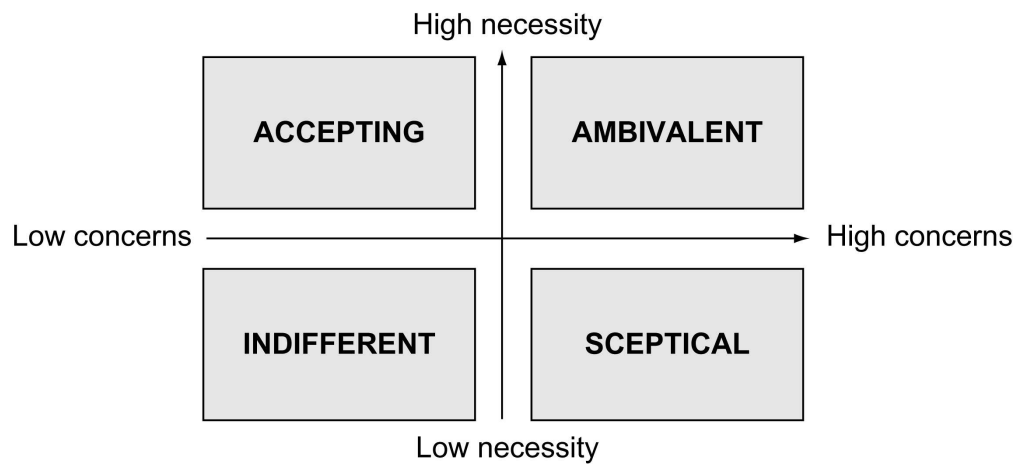 High necessity
ACCEPTING
AMBIVALENT
Low concerns
High concerns
INDIFFERENT
SCEPTICAL
Low necessity